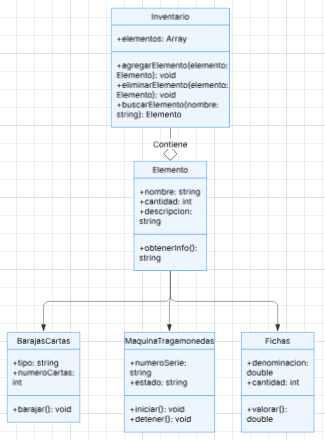 Inventario
+elementos: Array
+agregarElemento(elemento:
Elemento): void
+eliminarElemento(elemento:
Elemento): void
+buscarElemento(nombre:
string): Elemento
Contiene
Elemento
+nombre: string
+cantidad: int
+descripcion:
string
+obtenerInfo():
string
BarajasCartas
+tipo: string
+numeroCartas:
int
+barajar(): void
MaquinaTragamonedas
+numeroSerie:
string
+estado: string
+iniciar(): void
+detener(): void
Fichas
+denominacion:
double
+cantidad: int
+valorar():
double